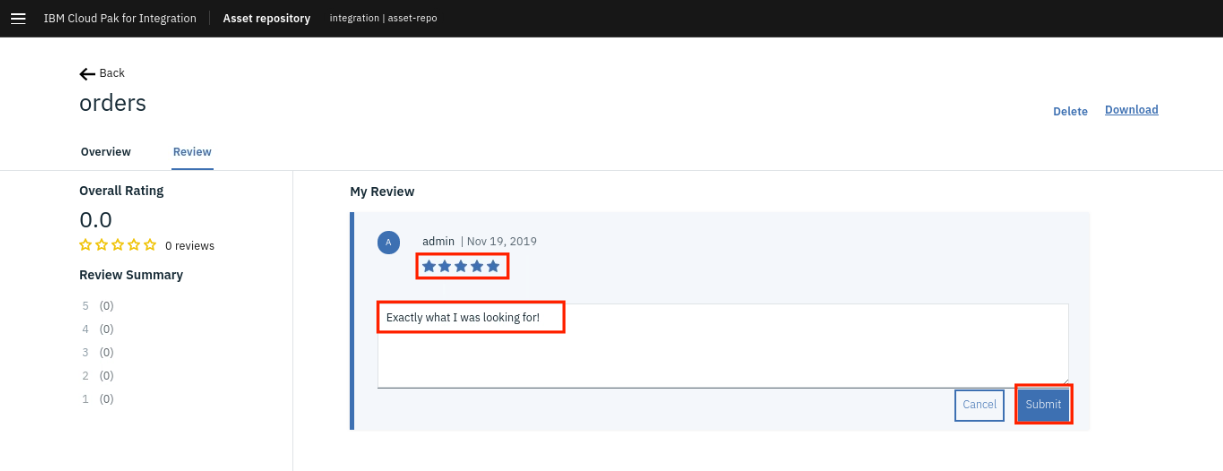 IBM Cloud Pak for Integration Asset repository integration | asset-repo
Back
orders
Delete Download
Overview Review
Overall Rating
0.0
0 reviews
Review Summary
5 (0)
4 (0)
3 (0)
2 (0)
1 (0)
My Review
A admin | Nov 19, 2019
Exactly what I was looking for!
Cancel Submit